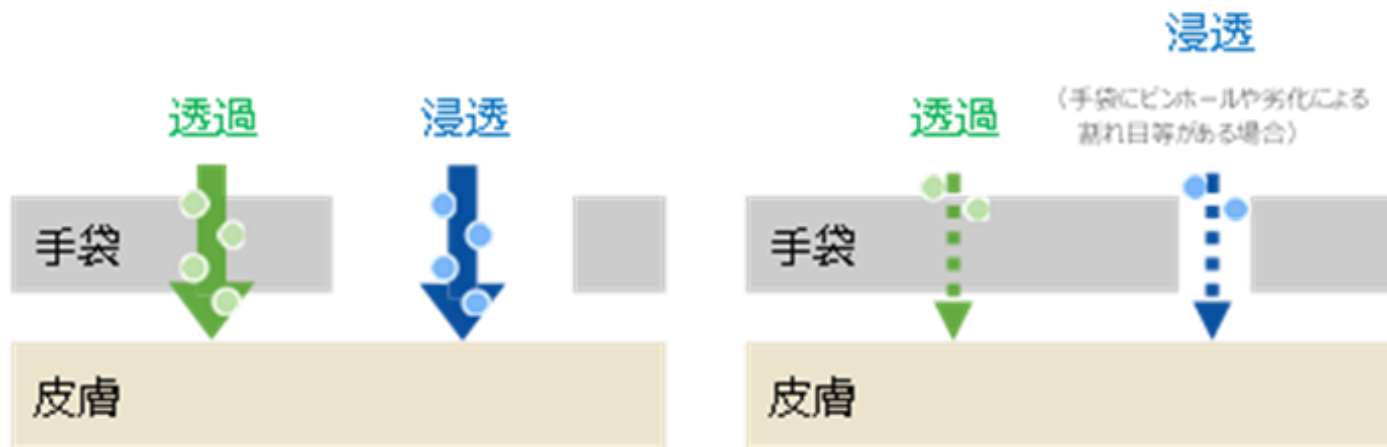 透過
浸透
手袋
皮膚
浸透
(手袋にピンホールや劣化による
割れ目等がある場合)
透過
手袋
皮膚